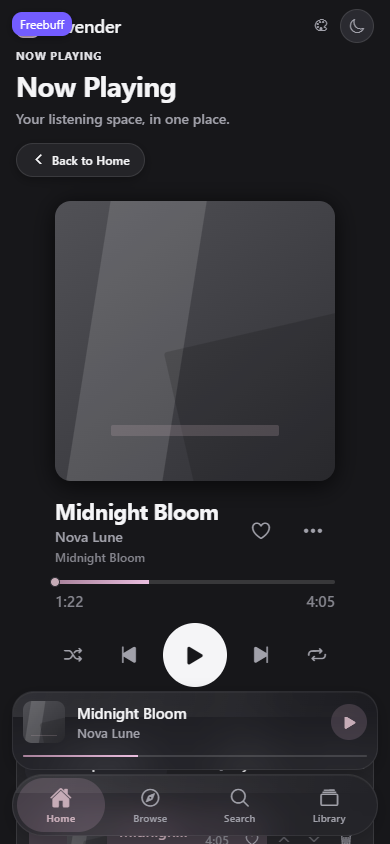 Freebuff
vender
NOW PLAYING
Now Playing
Your listening space, in one place.
Back to Home
Midnight Bloom
Nova Lune
Midnight Bloom
1:22
4:05
Midnight Bloom
Nova Lune
Home
Browse
Search
Library
4:05